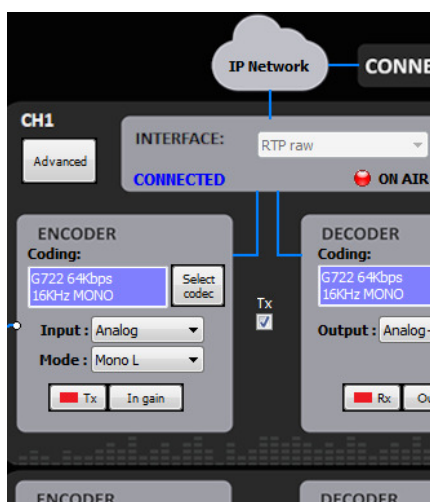 IP Network
CONNE
CH1
Advanced
INTERFACE:
RTP raw
CONNECTED
ON AIR
ENCODER
Coding:
G722 64Kbps
16KHz MONO
Select
codec
Input :
Analog
Mode :
Mono L
Tx
In gain
Tx
DECODER
Coding:
G722 64Kbps
16KHz MONO
Output :
Analog-
Rx
Ou
ENCODER
DECODER